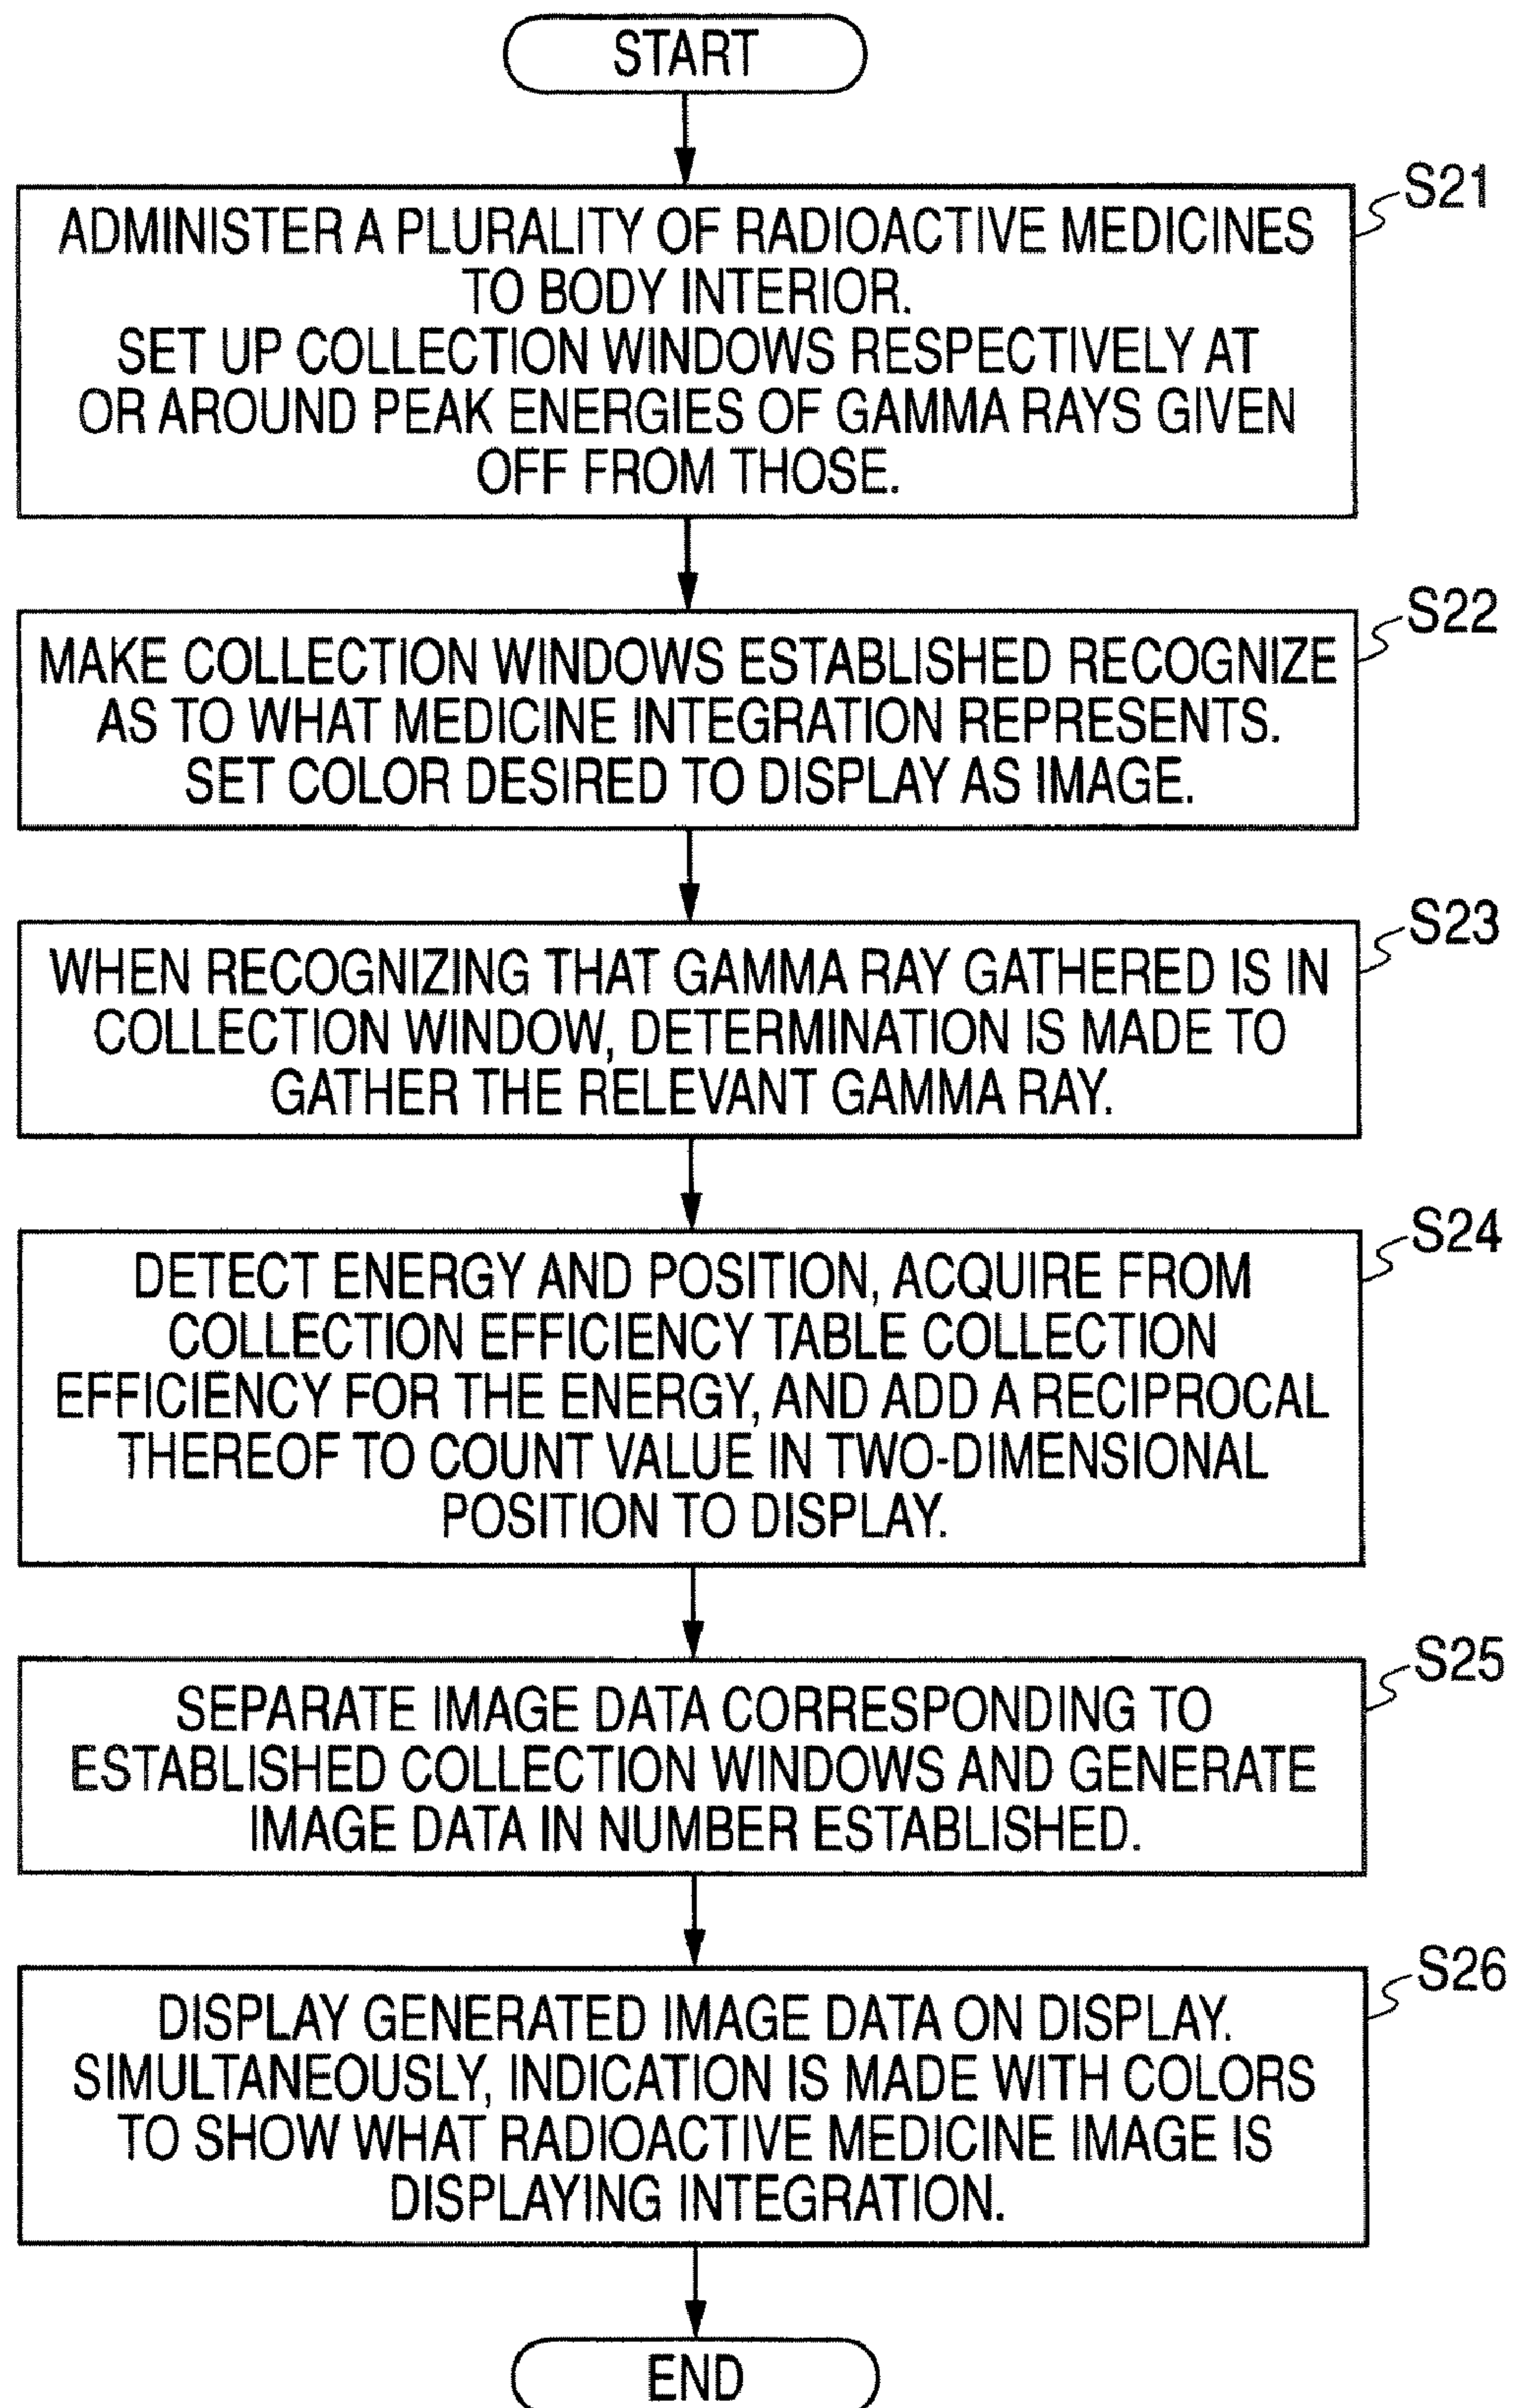 START
S21
ADMINISTER A PLURALITY OF RADIOACTIVE MEDICINES
TO BODY INTERIOR.
SET UP COLLECTION WINDOWS RESPECTIVELY AT
OR AROUND PEAK ENERGIES OF GAMMA RAYS GIVEN
OFF FROM THOSE.
S22
MAKE COLLECTION WINDOWS ESTABLISHED RECOGNIZE
AS TO WHAT MEDICINE INTEGRATION REPRESENTS.
SET COLOR DESIRED TO DISPLAY AS IMAGE.
S23
WHEN RECOGNIZING THAT GAMMA RAY GATHERED IS IN
COLLECTION WINDOW, DETERMINATION IS MADE TO
GATHER THE RELEVANT GAMMA RAY.
S24
DETECT ENERGY AND POSITION, ACQUIRE FROM
COLLECTION EFFICIENCY TABLE COLLECTION
EFFICIENCY FOR THE ENERGY, AND ADD A RECIPROCAL
THEREOF TO COUNT VALUE IN TWO-DIMENSIONAL
POSITION TO DISPLAY.
S25
SEPARATE IMAGE DATA CORRESPONDING TO
ESTABLISHED COLLECTION WINDOWS AND GENERATE
IMAGE DATA IN NUMBER ESTABLISHED.
S26
DISPLAY GENERATED IMAGE DATA ON DISPLAY.
SIMULTANEOUSLY, INDICATION IS MADE WITH COLORS
TO SHOW WHAT RADIOACTIVE MEDICINE IMAGE IS
DISPLAYING INTEGRATION.
END